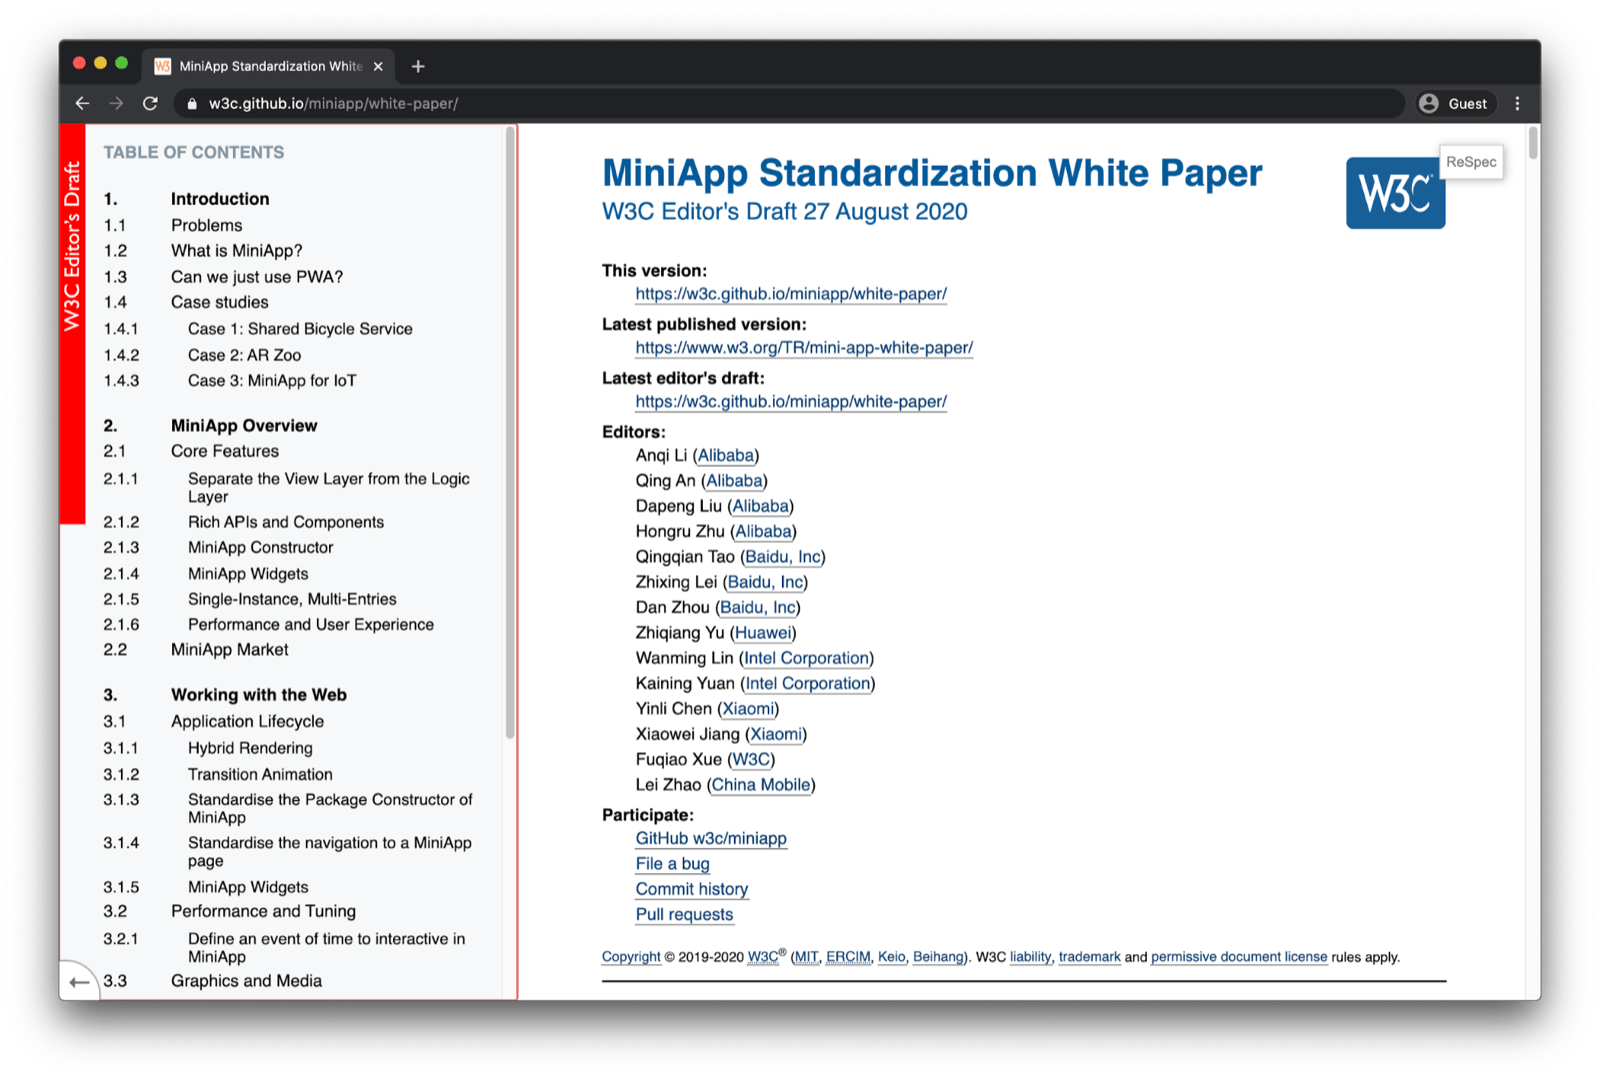 MiniApp Standardization White
w3c.github.io/miniapp/white-paper/
Guest
W3C Editor's Draft
TABLE OF CONTENTS
1. Introduction
1.1 Problems
1.2 What is MiniApp?
1.3 Can we just use PWA?
1.4 Case studies
1.4.1 Case 1: Shared Bicycle Service
1.4.2 Case 2: AR Zoo
1.4.3 Case 3: MiniApp for IoT
2. MiniApp Overview
2.1 Core Features
2.1.1 Separate the View Layer from the Logic
Layer
2.1.2 Rich APIs and Components
2.1.3 MiniApp Constructor
2.1.4 MiniApp Widgets
2.1.5 Single-Instance, Multi-Entries
2.1.6 Performance and User Experience
2.2 MiniApp Market
3. Working with the Web
3.1 Application Lifecycle
3.1.1 Hybrid Rendering
3.1.2 Transition Animation
3.1.3 Standardise the Package Constructor of
MiniApp
3.1.4 Standardise the navigation to a MiniApp
page
3.1.5 MiniApp Widgets
3.2 Performance and Tuning
3.2.1 Define an event of time to interactive in
MiniApp
3.3 Graphics and Media
MiniApp Standardization White Paper
W3C Editor's Draft 27 August 2020
W3C
ReSpec
This version:
https://w3c.github.io/miniapp/white-paper/
Latest published version:
https://www.w3.org/TR/mini-app-white-paper/
Latest editor's draft:
https://w3c.github.io/miniapp/white-paper/
Editors:
Anqi Li (Alibaba)
Qing An (Alibaba)
Dapeng Liu (Alibaba)
Hongru Zhu (Alibaba)
Qingqian Tao (Baidu, Inc)
Zhixing Lei (Baidu, Inc)
Dan Zhou (Baidu, Inc)
Zhiqiang Yu (Huawei)
Wanming Lin (Intel Corporation)
Kaining Yuan (Intel Corporation)
Yinli Chen (Xiaomi)
Xiaowei Jiang (Xiaomi)
Fuqiao Xue (W3C)
Lei Zhao (China Mobile)
Participate:
GitHub w3c/miniapp
File a bug
Commit history
Pull requests
Copyright © 2019-2020 W3C® (MIT, ERCIM, Keio, Beihang). W3C liability, trademark and permissive document license rules apply.